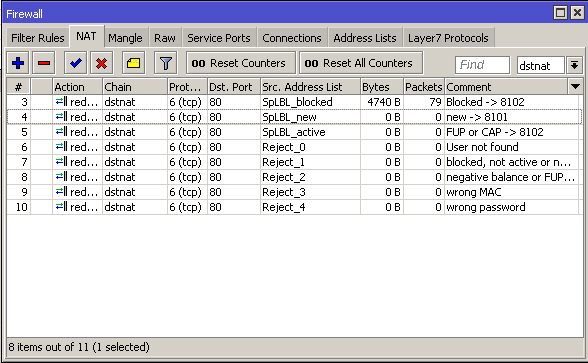 Firewall
Filter Rules NAT Mangle Raw Service Ports Connections Address Lists Layer7 Protocols
00 Reset Counters 00 Reset All Counters Find dstnat
# Action Chain Prot... Dst. Port Src. Address List Bytes Packets Comment
3 red... dstnat 6 (tcp) 80 SpLBL_blocked 4740 B 79 Blocked -> 8102
4 red... dstnat 6 (tcp) 80 SpLBL_new 0 B 0 new -> 8101
5 red... dstnat 6 (tcp) 80 SpLBL_active 0 B 0 FUP or CAP -> 8102
6 red... dstnat 6 (tcp) 80 Reject_0 0 B 0 User not found
7 red... dstnat 6 (tcp) 80 Reject_1 0 B 0 blocked, not active or n...
8 red... dstnat 6 (tcp) 80 Reject_2 0 B 0 negative balance or FUP...
9 red... dstnat 6 (tcp) 80 Reject_3 0 B 0 wrong MAC
10 red... dstnat 6 (tcp) 80 Reject_4 0 B 0 wrong password
8 items out of 11 (1 selected)